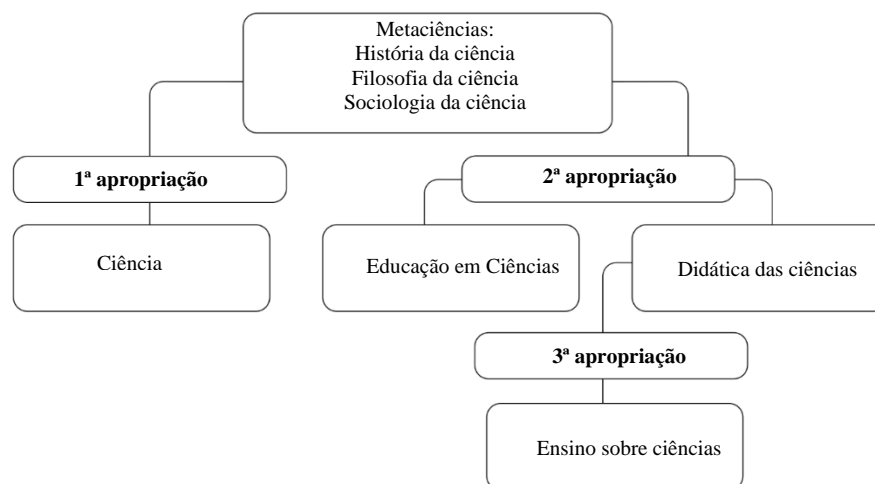 Metaciências:
História da ciência
Filosofia da ciência
Sociologia da ciência
1ª apropriação
2ª apropriação
Ciência
Educação em Ciências
Didática das ciências
3ª apropriação
Ensino sobre ciências